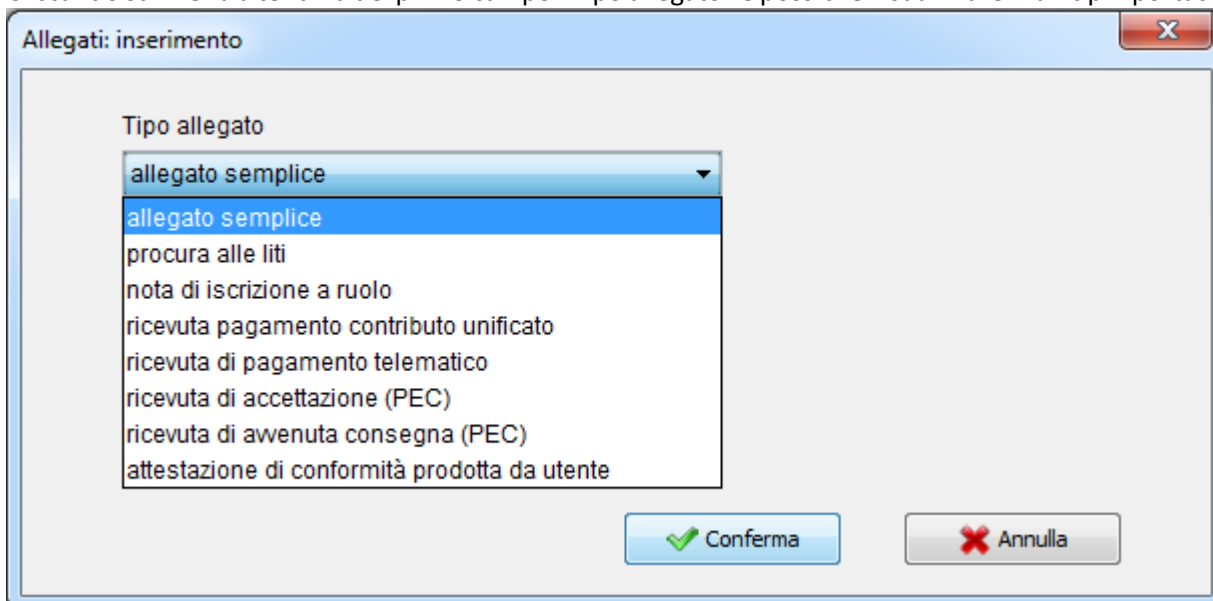 Allegati: inserimento
Tipo allegato
allegato semplice
allegato semplice
procura alle liti
nota di iscrizione a ruolo
ricevuta pagamento contributo unificato
ricevuta di pagamento telematico
ricevuta di accettazione (PEC)
ricevuta di avvenuta consegna (PEC)
attestazione di conformità prodotta da utente
Conferma
Annulla